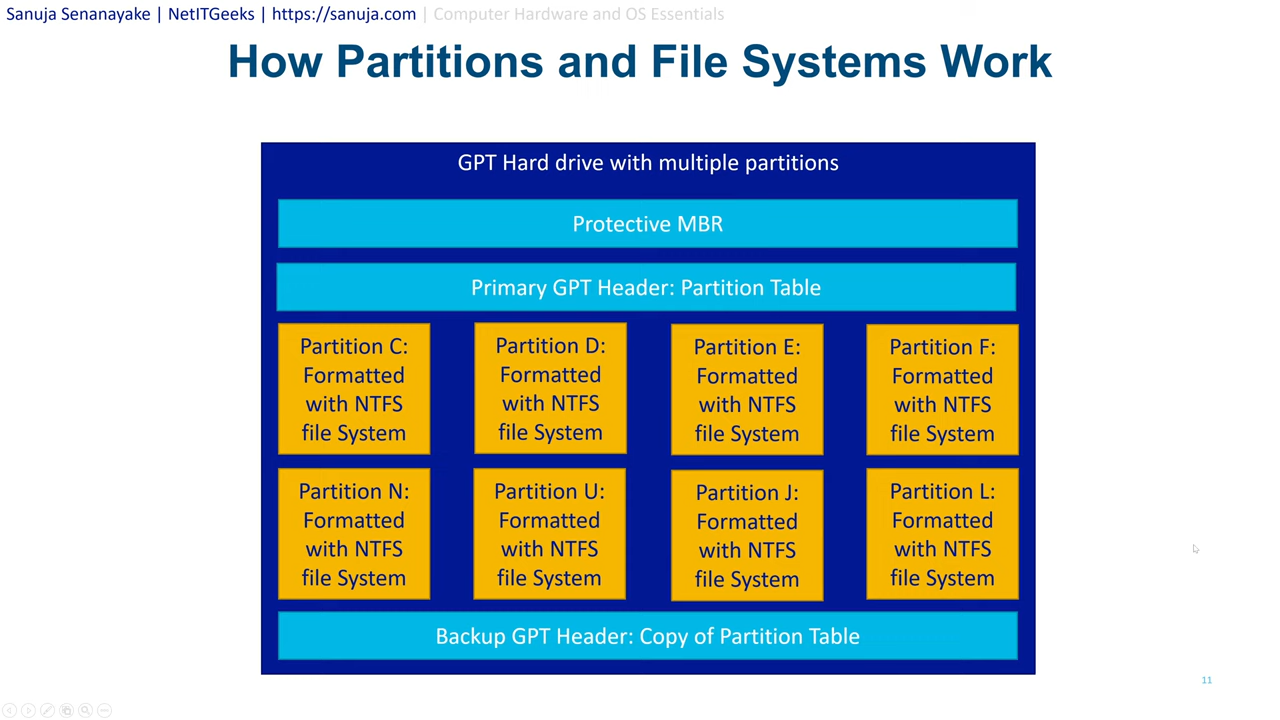 Sanuja Senanayake | NetITGeeks | https://sanuja.com | Computer Hardware and OS Essentials
How Partitions and File Systems Work
GPT Hard drive with multiple partitions
Protective MBR
Primary GPT Header: Partition Table
Partition C:
Formatted
with NTFS
file System
Partition D:
Formatted
with NTFS
file System
Partition E:
Formatted
with NTFS
file System
Partition F:
Formatted
with NTFS
file System
Partition N:
Formatted
with NTFS
file System
Partition U:
Formatted
with NTFS
file System
Partition J:
Formatted
with NTFS
file System
Partition L:
Formatted
with NTFS
file System
Backup GPT Header: Copy of Partition Table
11